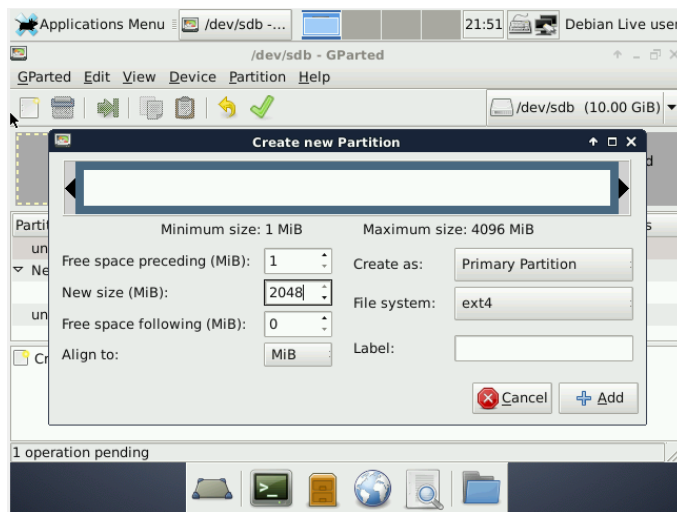 Applications Menu
/dev/sdb -...
21:51
Debian Live user
/dev/sdb - GParted
GParted Edit View Device Partition Help
/dev/sdb (10.00 GiB)
Create new Partition
Minimum size: 1 MiB
Maximum size: 4096 MiB
Free space preceding (MiB): 1
Create as: Primary Partition
New size (MiB): 2048
File system: ext4
Free space following (MiB): 0
Align to: MiB
Label:
Cancel
Add
1 operation pending